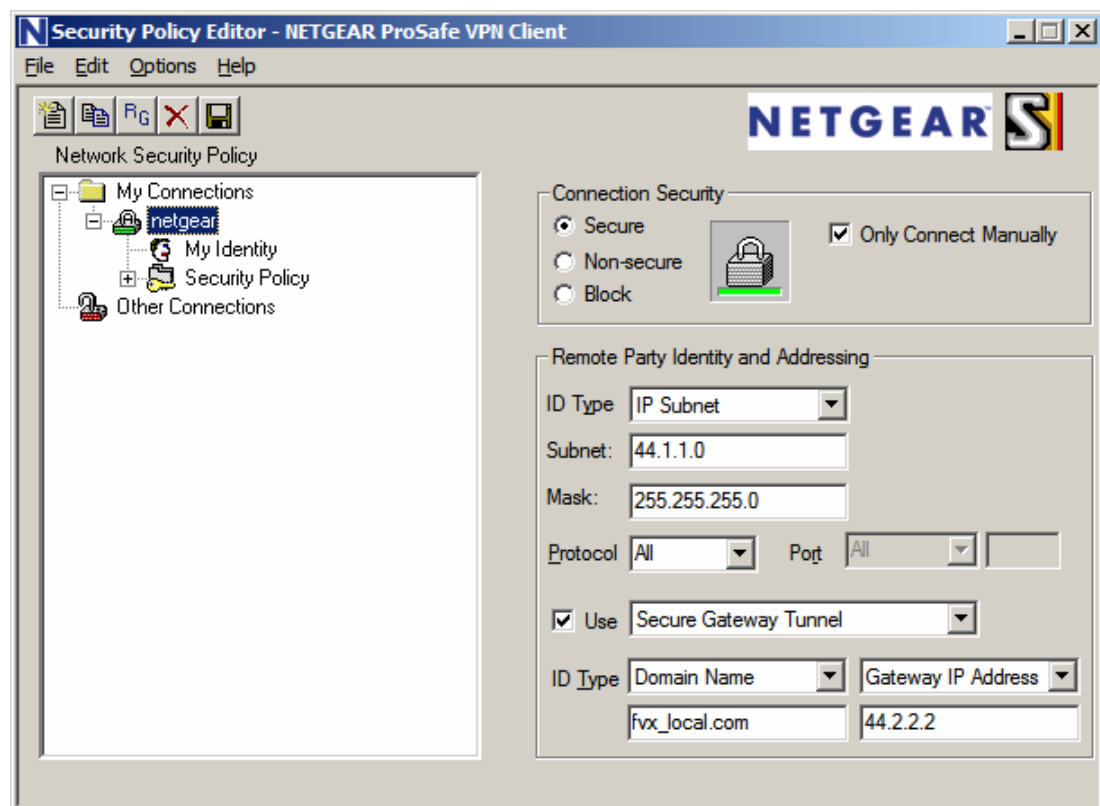 Security Policy Editor - NETGEAR ProSafe VPN Client
File Edit Options Help
RG
NETGEAR S
Network Security Policy
My Connections
netgear
My Identity
Security Policy
Other Connections
Connection Security
Secure
Non-secure
Block
Only Connect Manually
Remote Party Identity and Addressing
ID Type IP Subnet
Subnet: 44.1.1.0
Mask: 255.255.255.0
Protocol All Port All
Use Secure Gateway Tunnel
ID Type Domain Name Gateway IP Address
fvx_local.com 44.2.2.2